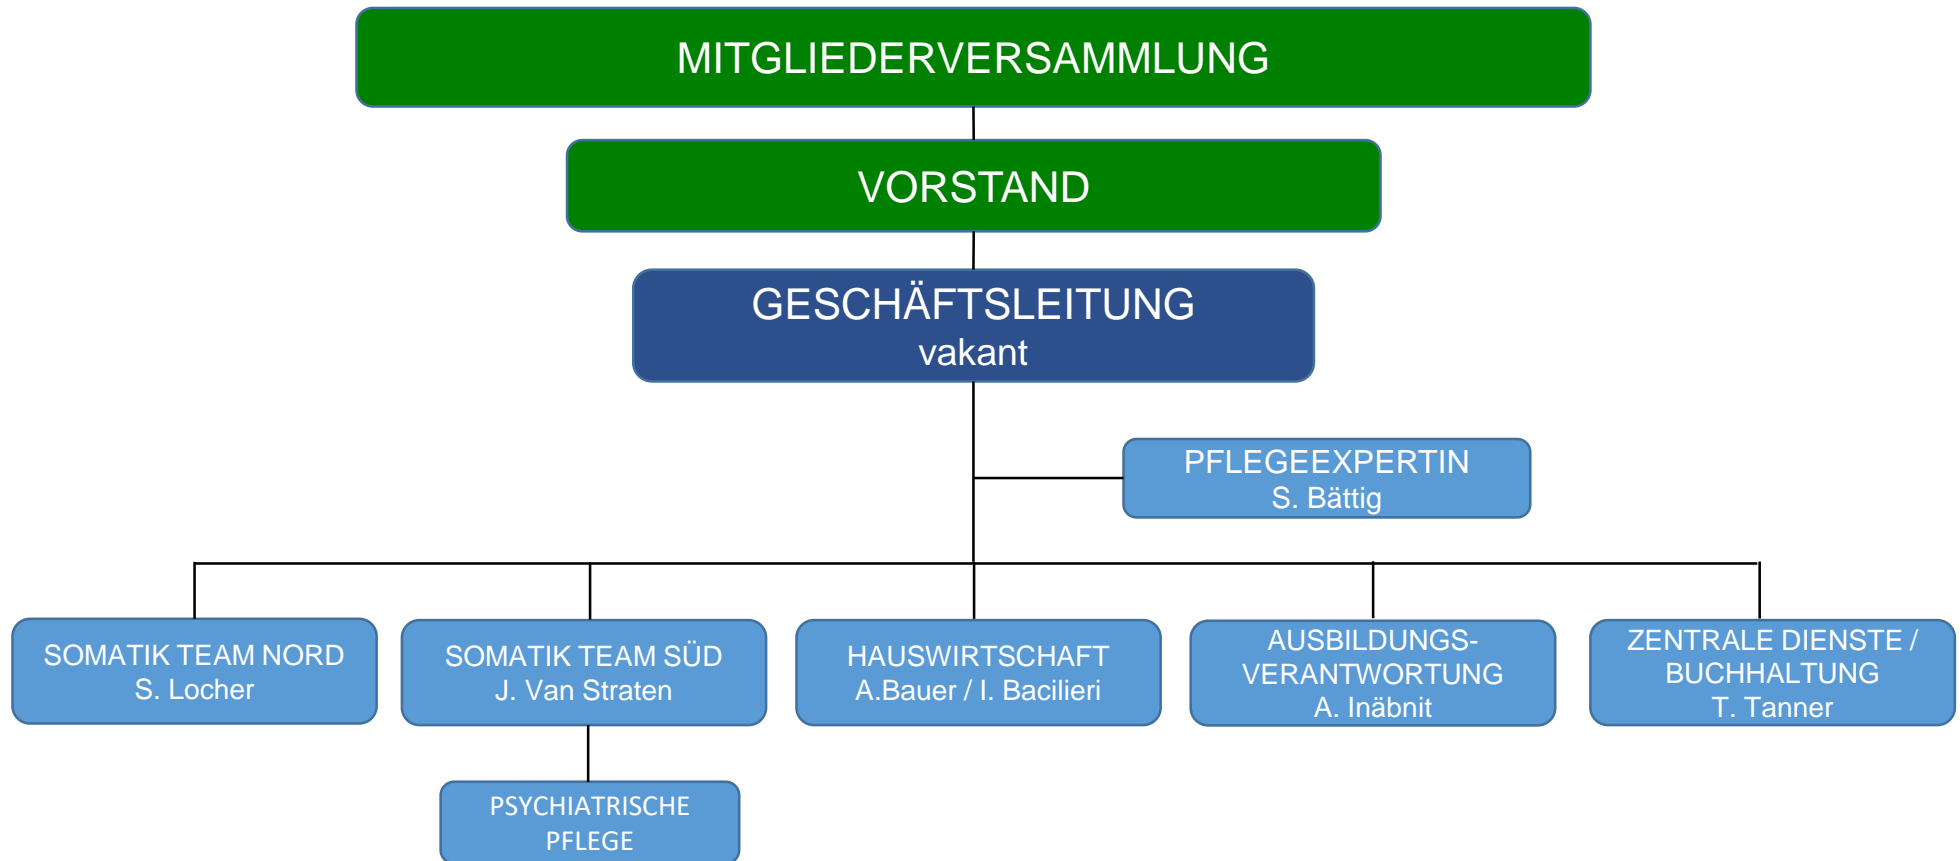 MITGLIEDERVERSAMMLUNG
VORSTAND
GESCHÄFTSLEITUNG
vakant
PFLEGEEXPERTIN
S. Bättig
SOMATIK TEAM NORD
S. Locher
SOMATIK TEAM SÜD
J. Van Straten
HAUSWIRTSCHAFT
A.Bauer / I. Bacilieri
AUSBILDUNGS-
VERANTWORTUNG
A. Inäbnit
ZENTRALE DIENSTE /
BUCHHALTUNG
T. Tanner
PSYCHIATRISCHE
PFLEGE